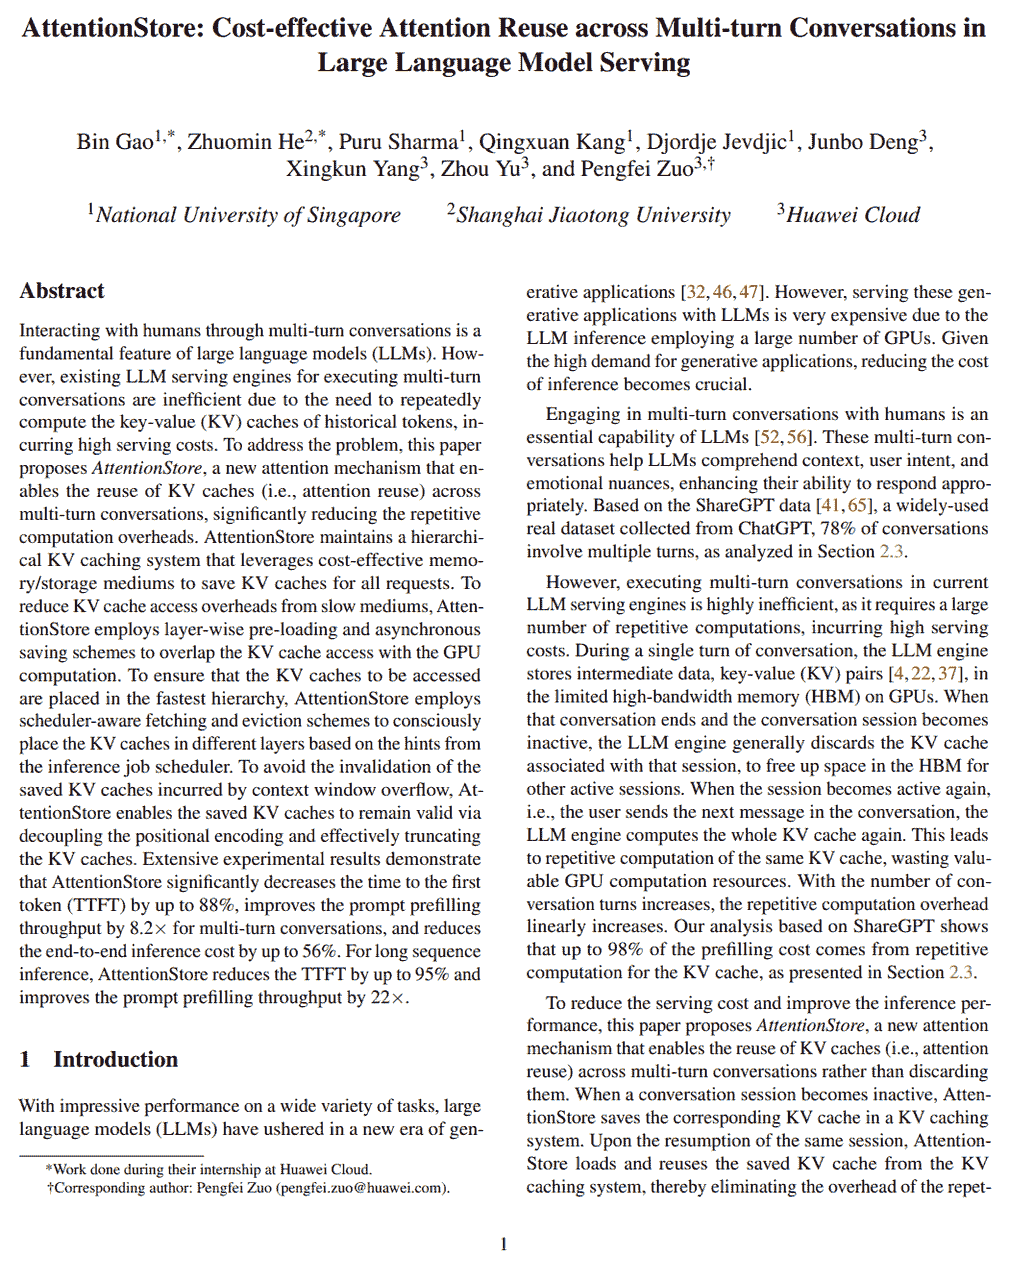 AttentionStore: Cost-effective Attention Reuse across Multi-turn Conversations in
Large Language Model Serving
Bin Gao1,*, Zhuomin He2,*, Puru Sharma1, Qingxuan Kang1, Djordje Jevdjic1, Junbo Deng3,
Xingkun Yang3, Zhou Yu3, and Pengfei Zuo3,†
1National University of Singapore 2Shanghai Jiaotong University 3Huawei Cloud
Abstract
Interacting with humans through multi-turn conversations is a
fundamental feature of large language models (LLMs). How-
ever, existing LLM serving engines for executing multi-turn
conversations are inefficient due to the need to repeatedly
compute the key-value (KV) caches of historical tokens, in-
curring high serving costs. To address the problem, this paper
proposes AttentionStore, a new attention mechanism that en-
ables the reuse of KV caches (i.e., attention reuse) across
multi-turn conversations, significantly reducing the repetitive
computation overheads. AttentionStore maintains a hierarchi-
cal KV caching system that leverages cost-effective memo-
ry/storage mediums to save KV caches for all requests. To
reduce KV cache access overheads from slow mediums, Atten-
tionStore employs layer-wise pre-loading and asynchronous
saving schemes to overlap the KV cache access with the GPU
computation. To ensure that the KV caches to be accessed
are placed in the fastest hierarchy, AttentionStore employs
scheduler-aware fetching and eviction schemes to consciously
place the KV caches in different layers based on the hints from
the inference job scheduler. To avoid the invalidation of the
saved KV caches incurred by context window overflow, At-
tentionStore enables the saved KV caches to remain valid via
decoupling the positional encoding and effectively truncating
the KV caches. Extensive experimental results demonstrate
that AttentionStore significantly decreases the time to the first
token (TTFT) by up to 88%, improves the prompt prefilling
throughput by 8.2× for multi-turn conversations, and reduces
the end-to-end inference cost by up to 56%. For long sequence
inference, AttentionStore reduces the TTFT by up to 95% and
improves the prompt prefilling throughput by 22×.
1 Introduction
With impressive performance on a wide variety of tasks, large
language models (LLMs) have ushered in a new era of gen-
*Work done during their internship at Huawei Cloud.
†Corresponding author: Pengfei Zuo (pengfei.zuo@huawei.com).
erative applications [32,46,47]. However, serving these gen-
erative applications with LLMs is very expensive due to the
LLM inference employing a large number of GPUs. Given
the high demand for generative applications, reducing the cost
of inference becomes crucial.
Engaging in multi-turn conversations with humans is an
essential capability of LLMs [52,56]. These multi-turn con-
versations help LLMs comprehend context, user intent, and
emotional nuances, enhancing their ability to respond appro-
priately. Based on the ShareGPT data [41,65], a widely-used
real dataset collected from ChatGPT, 78% of conversations
involve multiple turns, as analyzed in Section 2.3.
However, executing multi-turn conversations in current
LLM serving engines is highly inefficient, as it requires a large
number of repetitive computations, incurring high serving
costs. During a single turn of conversation, the LLM engine
stores intermediate data, key-value (KV) pairs [4,22,37], in
the limited high-bandwidth memory (HBM) on GPUs. When
that conversation ends and the conversation session becomes
inactive, the LLM engine generally discards the KV cache
associated with that session, to free up space in the HBM for
other active sessions. When the session becomes active again,
i.e., the user sends the next message in the conversation, the
LLM engine computes the whole KV cache again. This leads
to repetitive computation of the same KV cache, wasting valu-
able GPU computation resources. With the number of con-
versation turns increases, the repetitive computation overhead
linearly increases. Our analysis based on ShareGPT shows
that up to 98% of the prefilling cost comes from repetitive
computation for the KV cache, as presented in Section 2.3.
To reduce the serving cost and improve the inference per-
formance, this paper proposes AttentionStore, a new attention
mechanism that enables the reuse of KV caches (i.e., attention
reuse) across multi-turn conversations rather than discarding
them. When a conversation session becomes inactive, Atten-
tionStore saves the corresponding KV cache in a KV caching
system. Upon the resumption of the same session, Attention-
Store loads and reuses the saved KV cache from the KV
caching system, thereby eliminating the overhead of the repet-
1